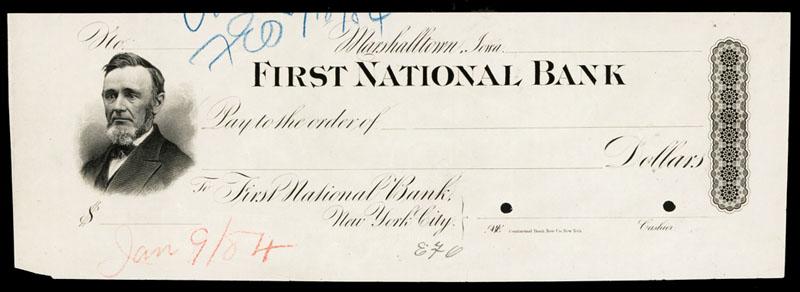 No.
Marshalltown, Iowa.
FIRST NATIONAL BANK
Pay to the order of
Dollars
To First National Bank,
$ New York City.
Cashier
Jan 9/84